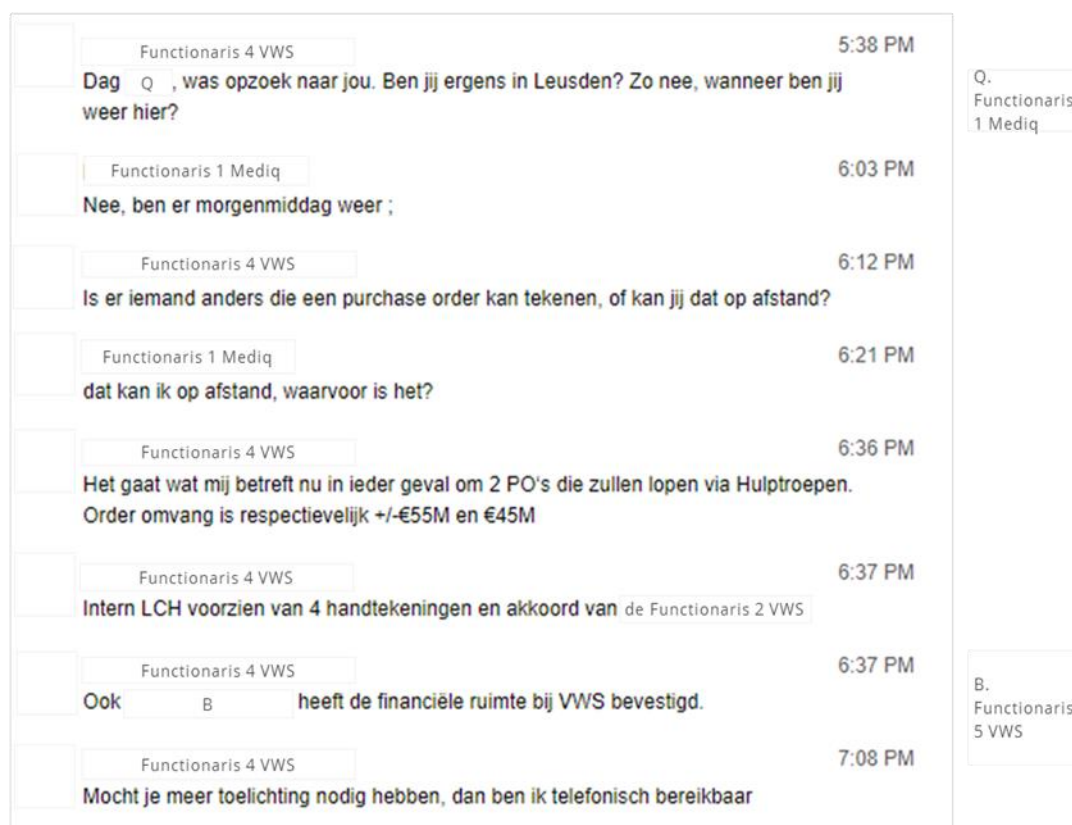 Functionaris 4 VWS 5:38 PM
Dag Q , was opzoek naar jou. Ben jij ergens in Leusden? Zo nee, wanneer ben jij
weer hier?
Q.
Functionaris
1 Mediq
Functionaris 1 Mediq 6:03 PM
Nee, ben er morgenmiddag weer ;
Functionaris 4 VWS 6:12 PM
Is er iemand anders die een purchase order kan tekenen, of kan jij dat op afstand?
Functionaris 1 Mediq 6:21 PM
dat kan ik op afstand, waarvoor is het?
Functionaris 4 VWS 6:36 PM
Het gaat wat mij betreft nu in ieder geval om 2 PO's die zullen lopen via Hulptroepen.
Order omvang is respectievelijk +/-€55M en €45M
Functionaris 4 VWS 6:37 PM
Intern LCH voorzien van 4 handtekeningen en akkoord van de Functionaris 2 VWS
Functionaris 4 VWS 6:37 PM
Ook B heeft de financiële ruimte bij VWS bevestigd.
B.
Functionaris
5 VWS
Functionaris 4 VWS 7:08 PM
Mocht je meer toelichting nodig hebben, dan ben ik telefonisch bereikbaar